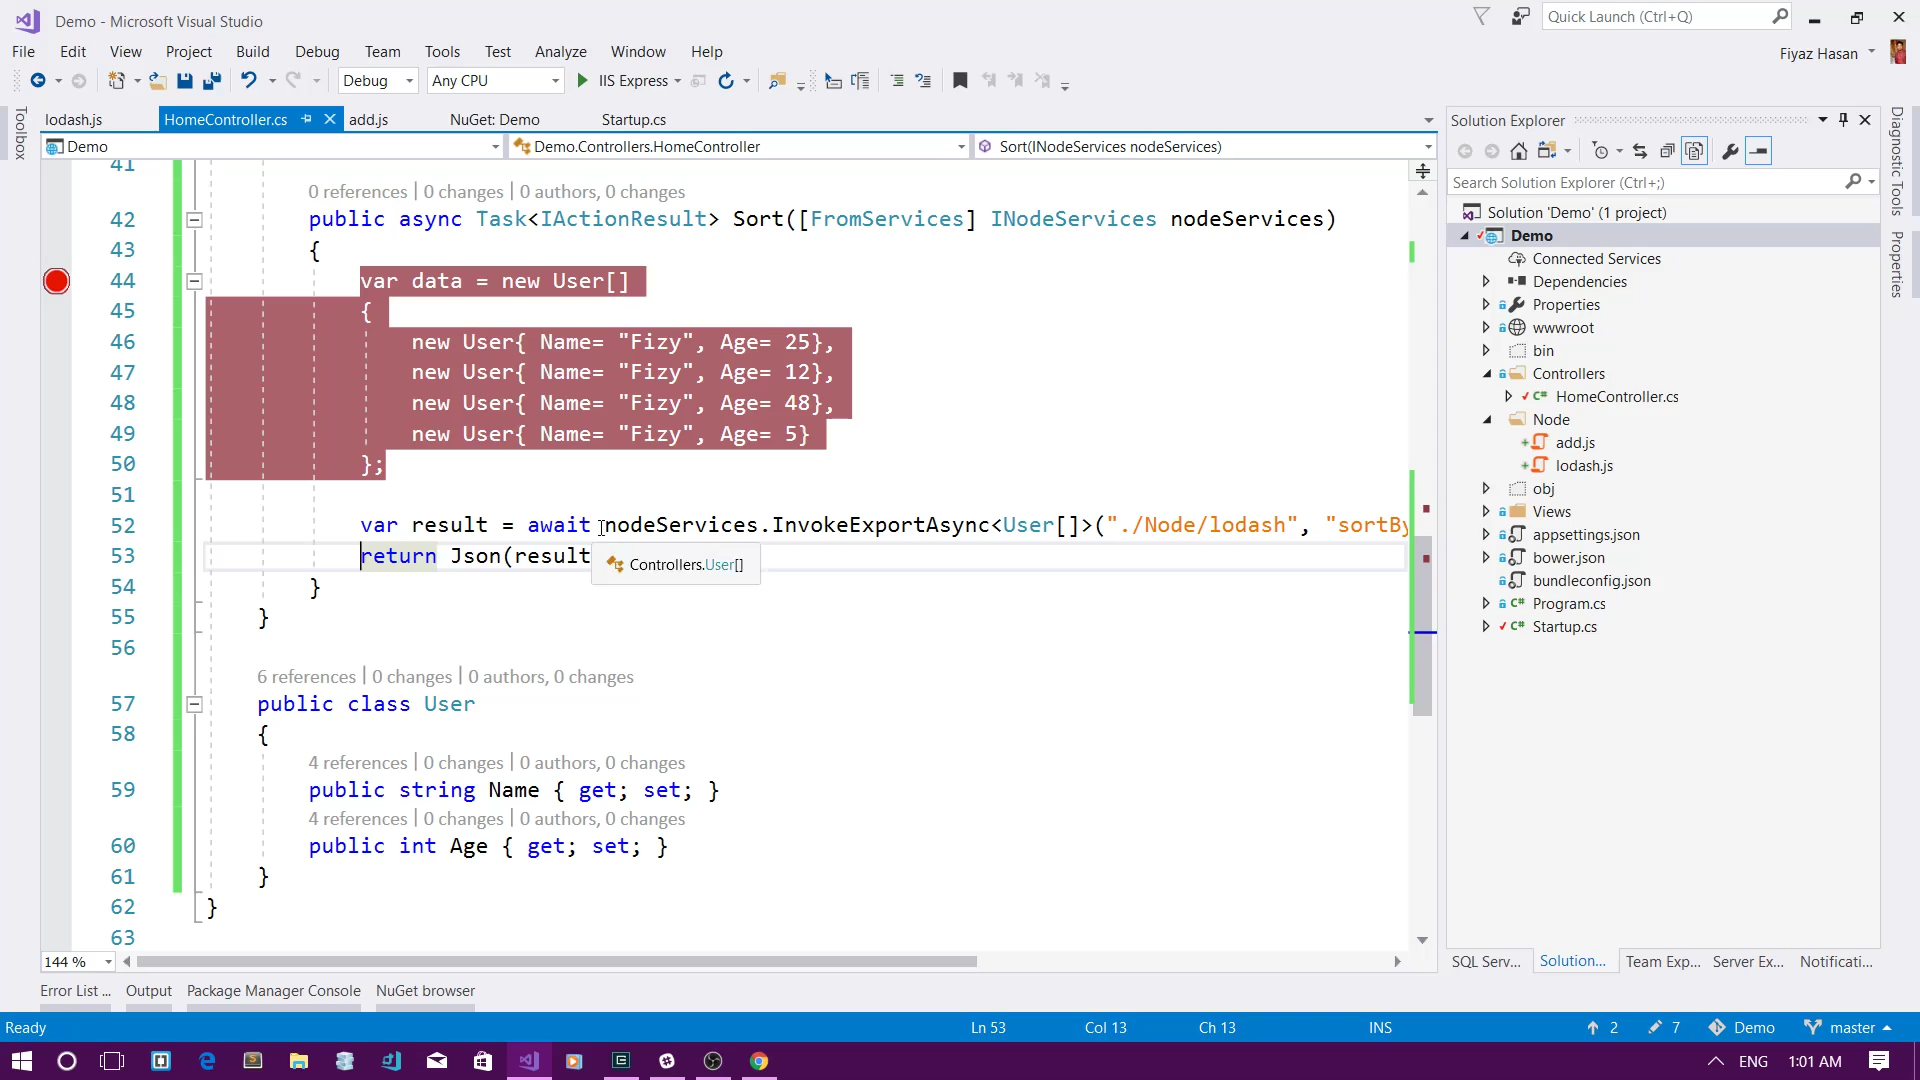 Demo - Microsoft Visual Studio
Quick Launch (Ctrl+Q)
File Edit View Project Build Debug Team Tools Test Analyze Window Help
Fiyaz Hasan
Debug Any CPU IIS Express
Toolbox
lodash.js HomeController.cs add.js NuGet: Demo Startup.cs
Demo Demo.Controllers.HomeController Sort(INodeServices nodeServices)
41
0 references | 0 changes | 0 authors, 0 changes
42 public async Task<IActionResult> Sort([FromServices] INodeServices nodeServices)
43 {
44 var data = new User[]
45 {
46 new User{ Name= "Fizy", Age= 25},
47 new User{ Name= "Fizy", Age= 12},
48 new User{ Name= "Fizy", Age= 48},
49 new User{ Name= "Fizy", Age= 5}
50 };
51
52 var result = await nodeServices.InvokeExportAsync<User[]>("./Node/lodash", "sortBy
53 return Json(result
Controllers.User[]
54 }
55 }
56
6 references | 0 changes | 0 authors, 0 changes
57 public class User
58 {
4 references | 0 changes | 0 authors, 0 changes
59 public string Name { get; set; }
4 references | 0 changes | 0 authors, 0 changes
60 public int Age { get; set; }
61 }
62 }
63
144 %
Solution Explorer
Search Solution Explorer (Ctrl+;)
Solution 'Demo' (1 project)
Demo
Connected Services
Dependencies
Properties
wwwroot
bin
Controllers
C# HomeController.cs
Node
add.js
lodash.js
obj
Views
appsettings.json
bower.json
bundleconfig.json
C# Program.cs
C# Startup.cs
SQL Serv... Solution... Team Exp... Server Ex... Notificati...
Diagnostic Tools
Properties
Error List ... Output Package Manager Console NuGet browser
Ready Ln 53 Col 13 Ch 13 INS 2 7 Demo master
ENG 1:01 AM